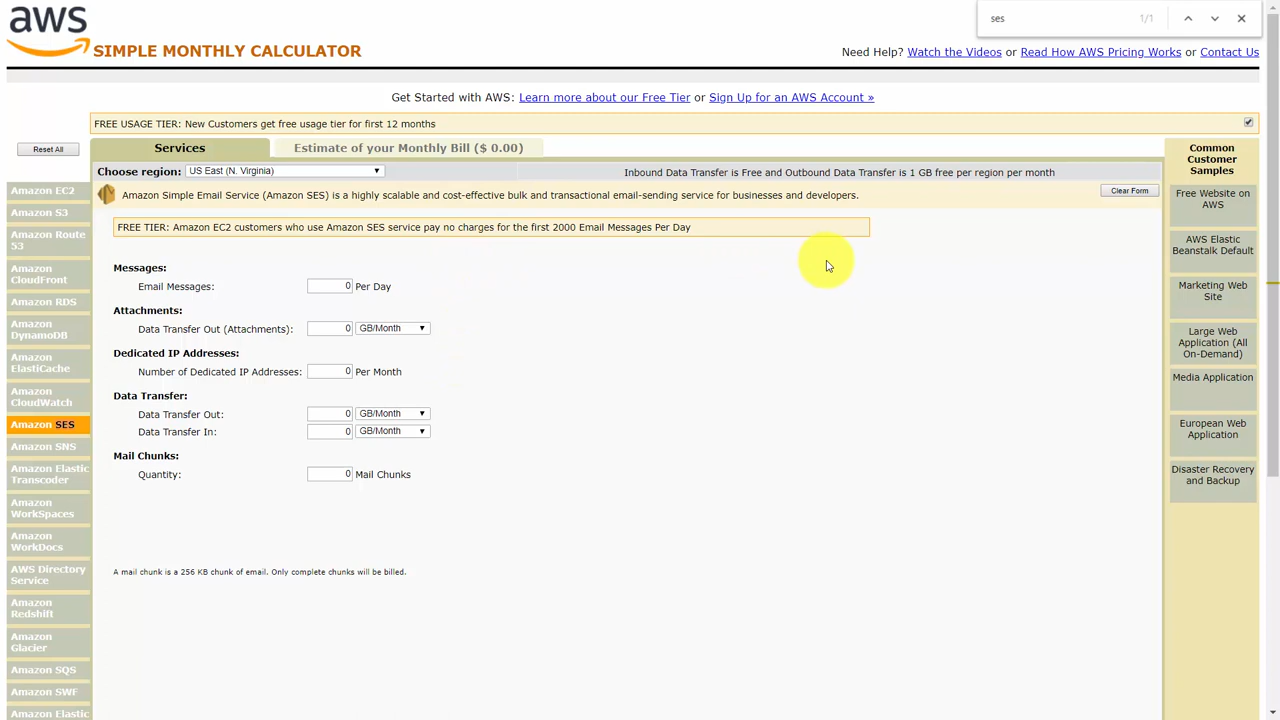 ses 1/1
aws
SIMPLE MONTHLY CALCULATOR
Need Help? Watch the Videos or Read How AWS Pricing Works or Contact Us
Get Started with AWS: Learn more about our Free Tier or Sign Up for an AWS Account »
FREE USAGE TIER: New Customers get free usage tier for first 12 months
Reset All
Services
Estimate of your Monthly Bill ($ 0.00)
Choose region: US East (N. Virginia)
Inbound Data Transfer is Free and Outbound Data Transfer is 1 GB free per region per month
Amazon Simple Email Service (Amazon SES) is a highly scalable and cost-effective bulk and transactional email-sending service for businesses and developers.
Clear Form
FREE TIER: Amazon EC2 customers who use Amazon SES service pay no charges for the first 2000 Email Messages Per Day
Messages:
Email Messages: 0 Per Day
Attachments:
Data Transfer Out (Attachments): 0 GB/Month
Dedicated IP Addresses:
Number of Dedicated IP Addresses: 0 Per Month
Data Transfer:
Data Transfer Out: 0 GB/Month
Data Transfer In: 0 GB/Month
Mail Chunks:
Quantity: 0 Mail Chunks
A mail chunk is a 256 KB chunk of email. Only complete chunks will be billed.
Amazon EC2
Amazon S3
Amazon Route
53
Amazon
CloudFront
Amazon RDS
Amazon
DynamoDB
Amazon
ElastiCache
Amazon
CloudWatch
Amazon SES
Amazon SNS
Amazon Elastic
Transcoder
Amazon
WorkSpaces
Amazon
WorkDocs
AWS Directory
Service
Amazon
Redshift
Amazon
Glacier
Amazon SQS
Amazon SWF
Amazon Elastic
Common
Customer
Samples
Free Website on
AWS
AWS Elastic
Beanstalk Default
Marketing Web
Site
Large Web
Application (All
On-Demand)
Media Application
European Web
Application
Disaster Recovery
and Backup